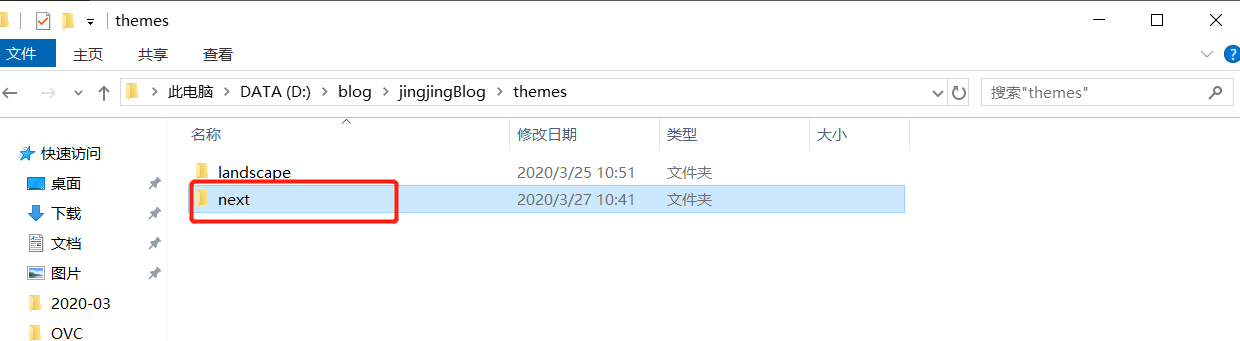 themes
文件 主页 共享 查看
此电脑 DATA (D:) blog jingjingBlog themes 搜索"themes"
名称 修改日期 类型 大小
快速访问
landscape 2020/3/25 10:51 文件夹
桌面
next 2020/3/27 10:41 文件夹
下载
文档
图片
2020-03
OVC